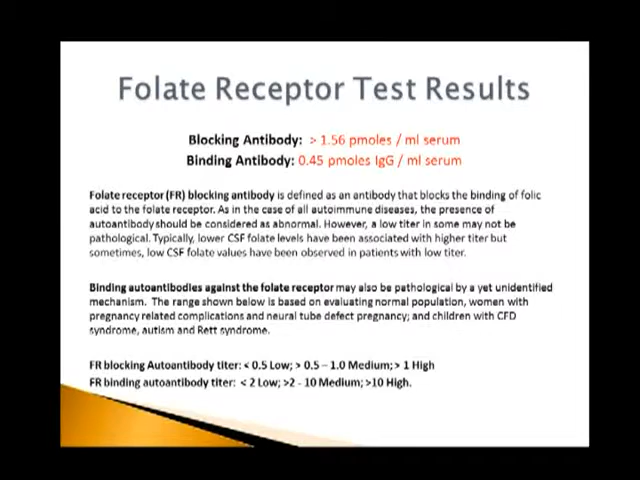 Folate Receptor Test Results
Blocking Antibody: > 1.56 pmoles / ml serum
Binding Antibody: 0.45 pmoles IgG / ml serum
Folate receptor (FR) blocking antibody is defined as an antibody that blocks the binding of folic
acid to the folate receptor. As in the case of all autoimmune diseases, the presence of
autoantibody should be considered as abnormal. However, a low titer in some may not be
pathological. Typically, lower CSF folate levels have been associated with higher titer but
sometimes, low CSF folate values have been observed in patients with low titer.
Binding autoantibodies against the folate receptor may also be pathological by a yet unidentified
mechanism. The range shown below is based on evaluating normal population, women with
pregnancy related complications and neural tube defect pregnancy; and children with CFD
syndrome, autism and Rett syndrome.
FR blocking Autoantibody titer: < 0.5 Low; > 0.5 – 1.0 Medium; > 1 High
FR binding autoantibody titer: < 2 Low; >2 - 10 Medium; >10 High.